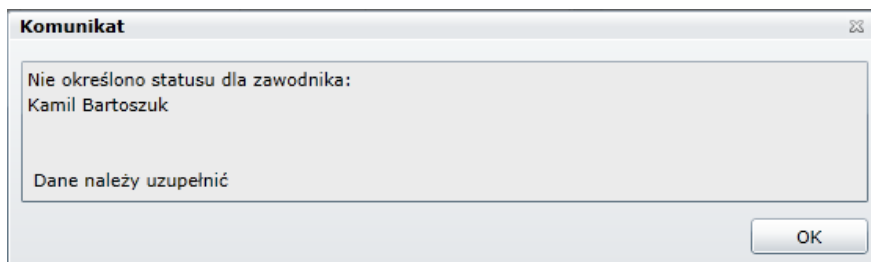 Komunikat
Nie określono statusu dla zawodnika:
Kamil Bartoszuk
Dane należy uzupełnić
OK